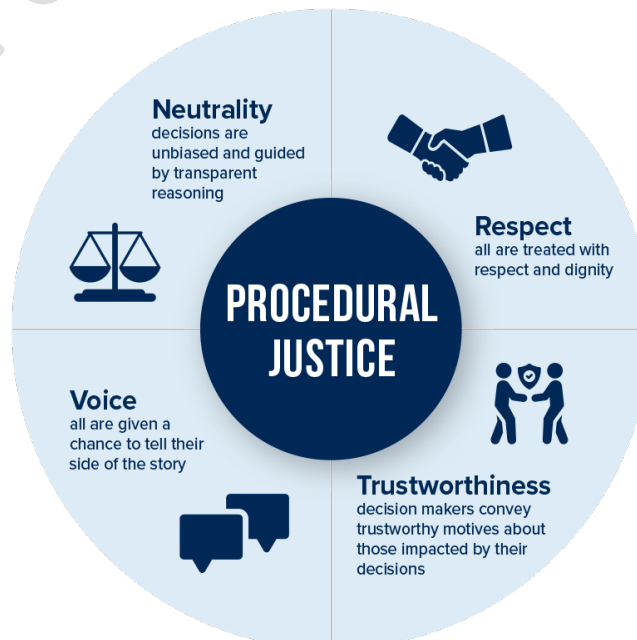 Neutrality
decisions are
unbiased and guided
by transparent
reasoning
Respect
all are treated with
respect and dignity
PROCEDURAL
JUSTICE
Voice
all are given a
chance to tell their
side of the story
Trustworthiness
decision makers convey
trustworthy motives about
those impacted by their
decisions